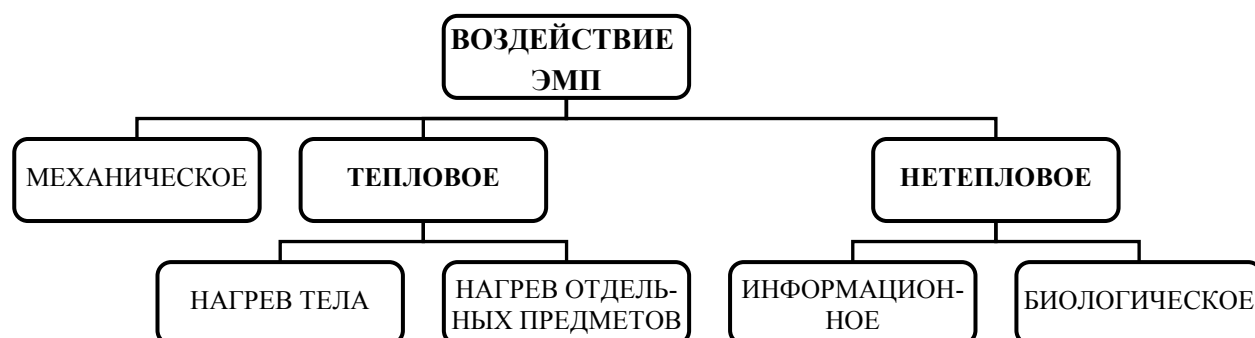 ВОЗДЕЙСТВИЕ
ЭМП
МЕХАНИЧЕСКОЕ
ТЕПЛОВОЕ
НЕТЕПЛОВОЕ
НАГРЕВ ТЕЛА
НАГРЕВ ОТДЕЛЬ-
НЫХ ПРЕДМЕТОВ
ИНФОРМАЦИОН-
НОЕ
БИОЛОГИЧЕСКОЕ